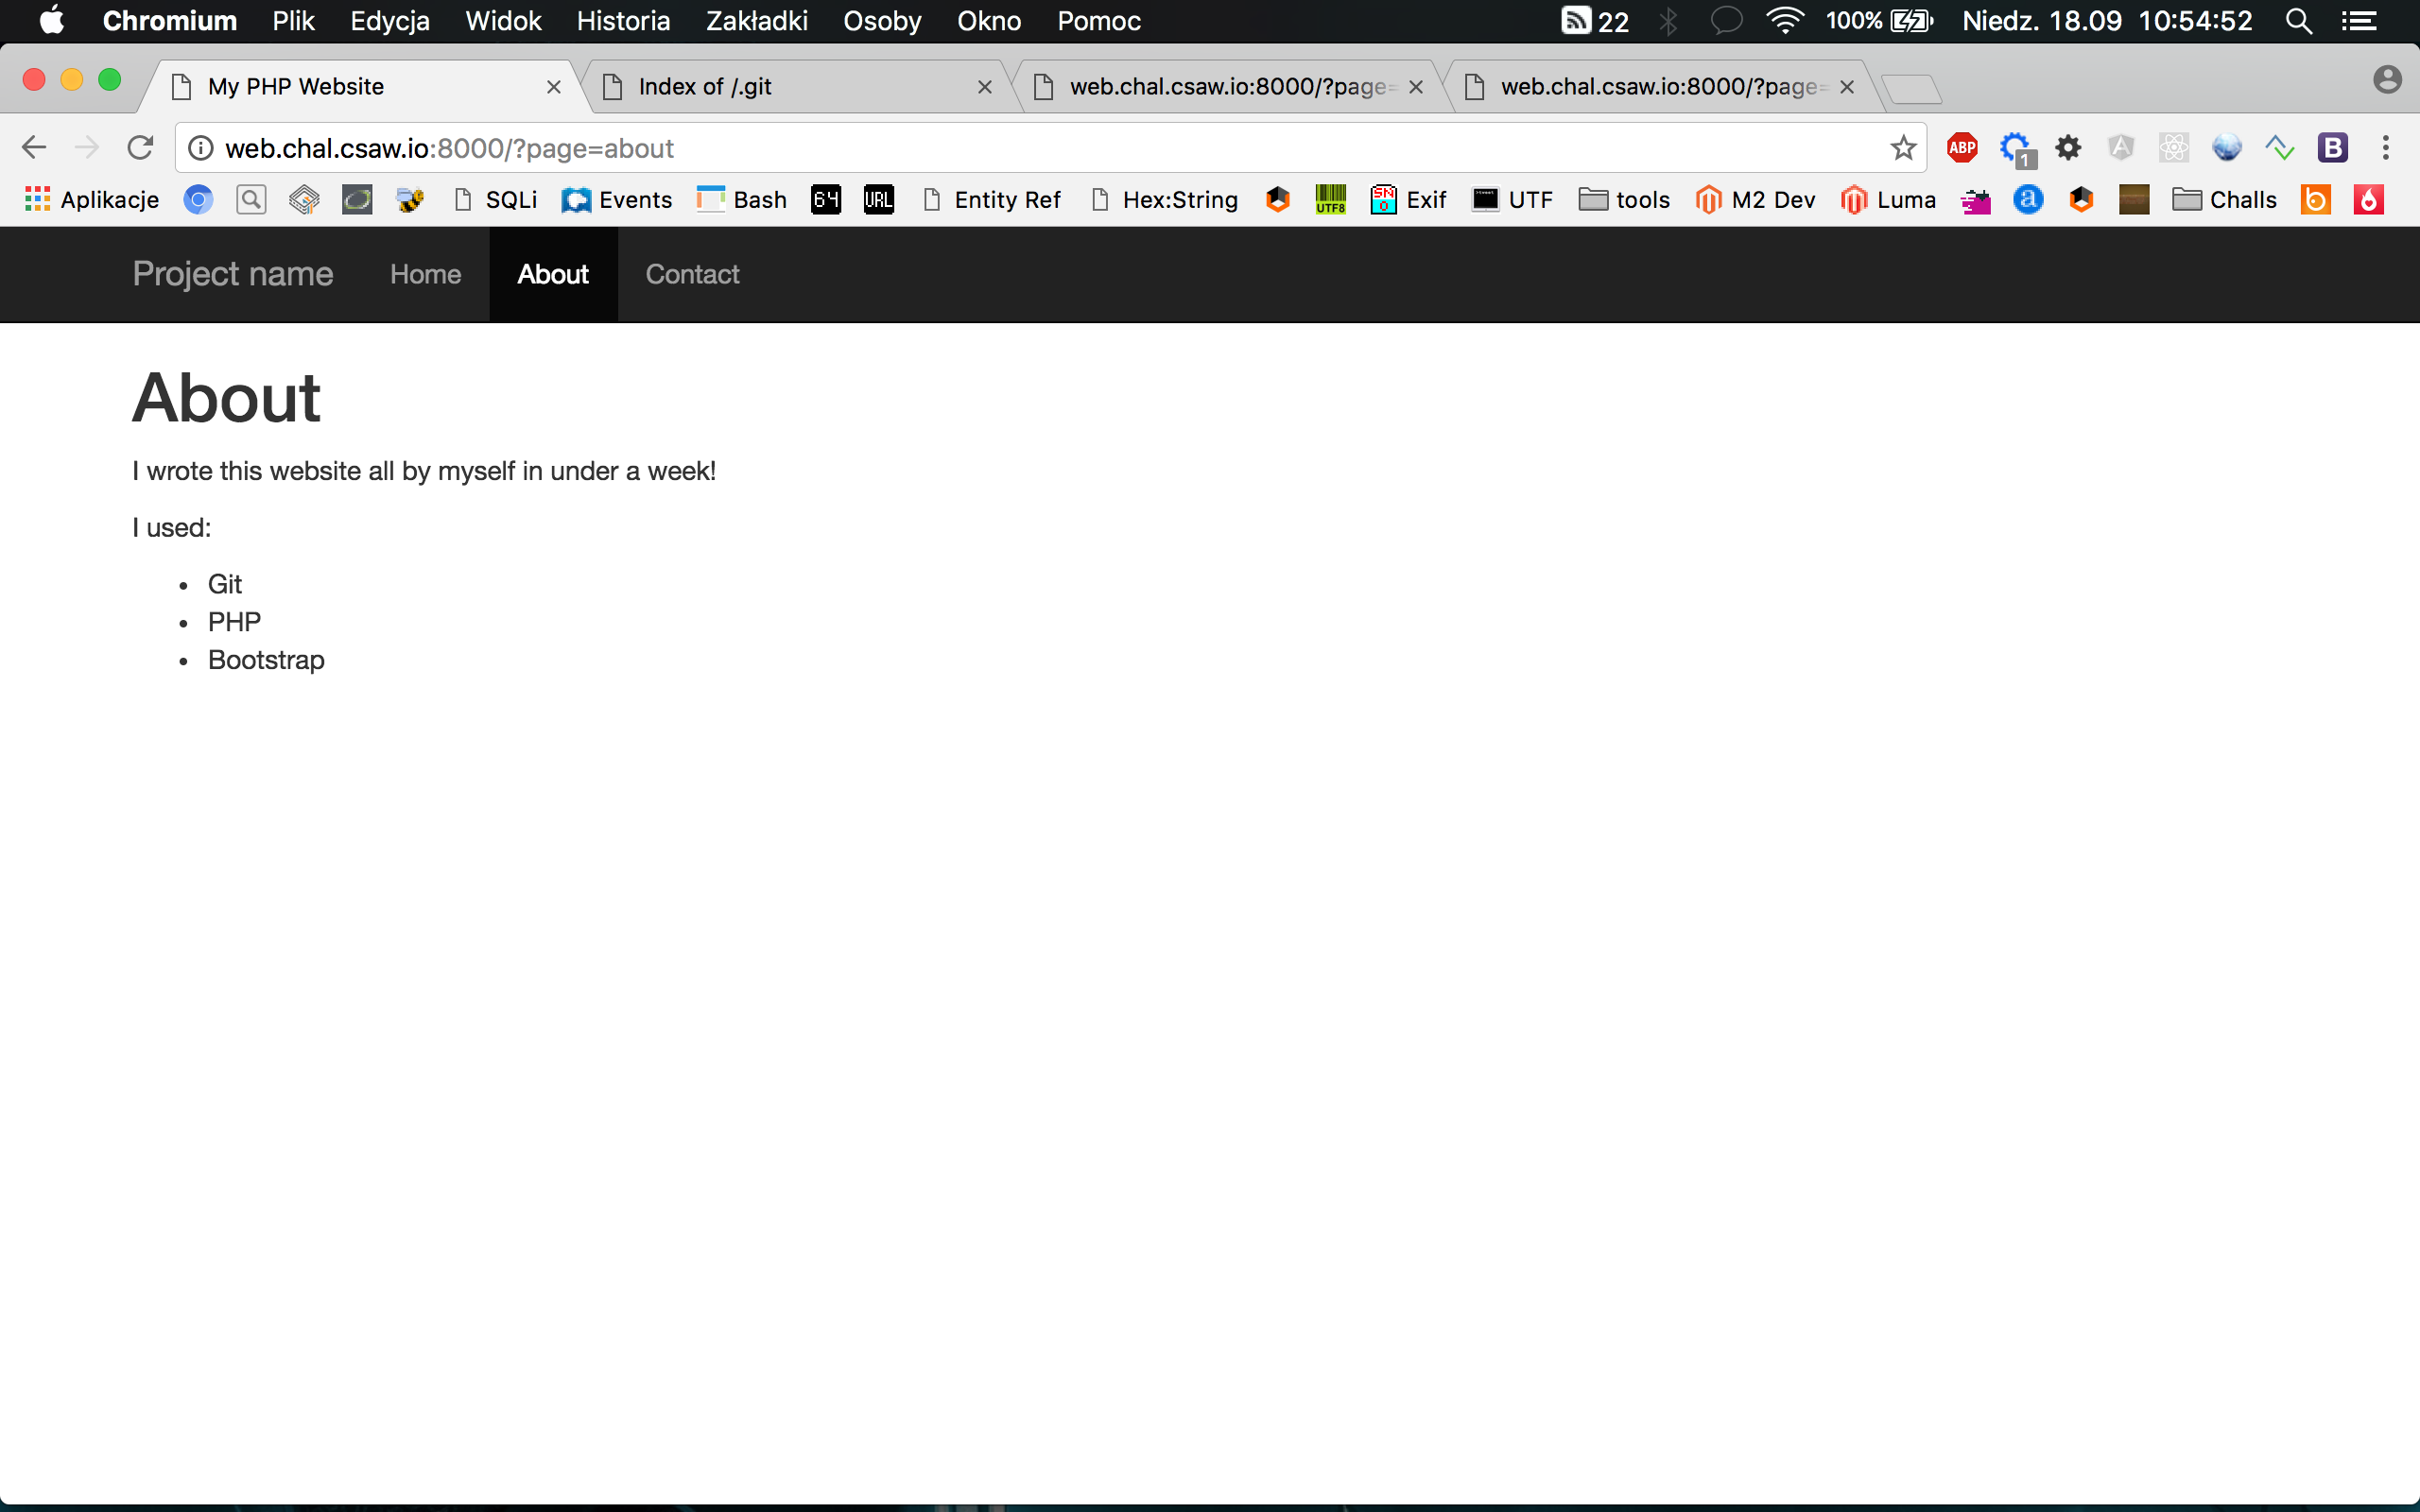 Chromium Plik Edycja Widok Historia Zakładki Osoby Okno Pomoc 22 100% Niedz. 18.09 10:54:52
My PHP Website Index of /.git web.chal.csaw.io:8000/?page= web.chal.csaw.io:8000/?page=
web.chal.csaw.io:8000/?page=about ABP 1 B
Aplikacje SQLi Events Bash 64 URL Entity Ref Hex:String UTF8 Exif UTF tools M2 Dev Luma a Challs b
Project name Home About Contact
About
I wrote this website all by myself in under a week!
I used:
• Git
• PHP
• Bootstrap